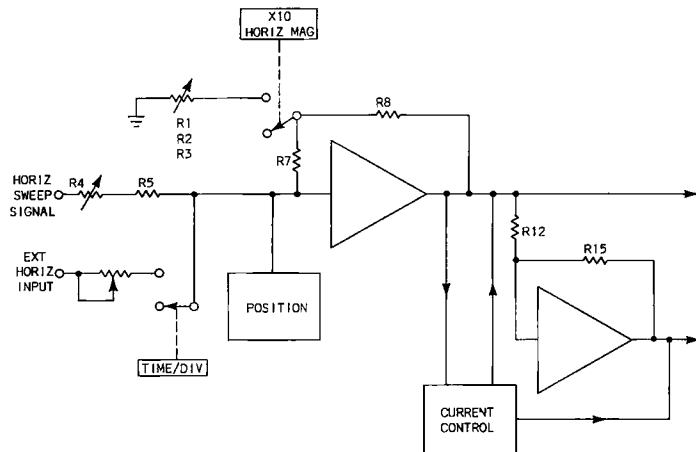 X10
HORIZ MAG
R8
R1
R2
R3
R7
HORIZ
SWEEP
SIGNAL
R4
R5
R12
R15
EXT
HORIZ
INPUT
POSITION
TIME/DIV
CURRENT
CONTROL